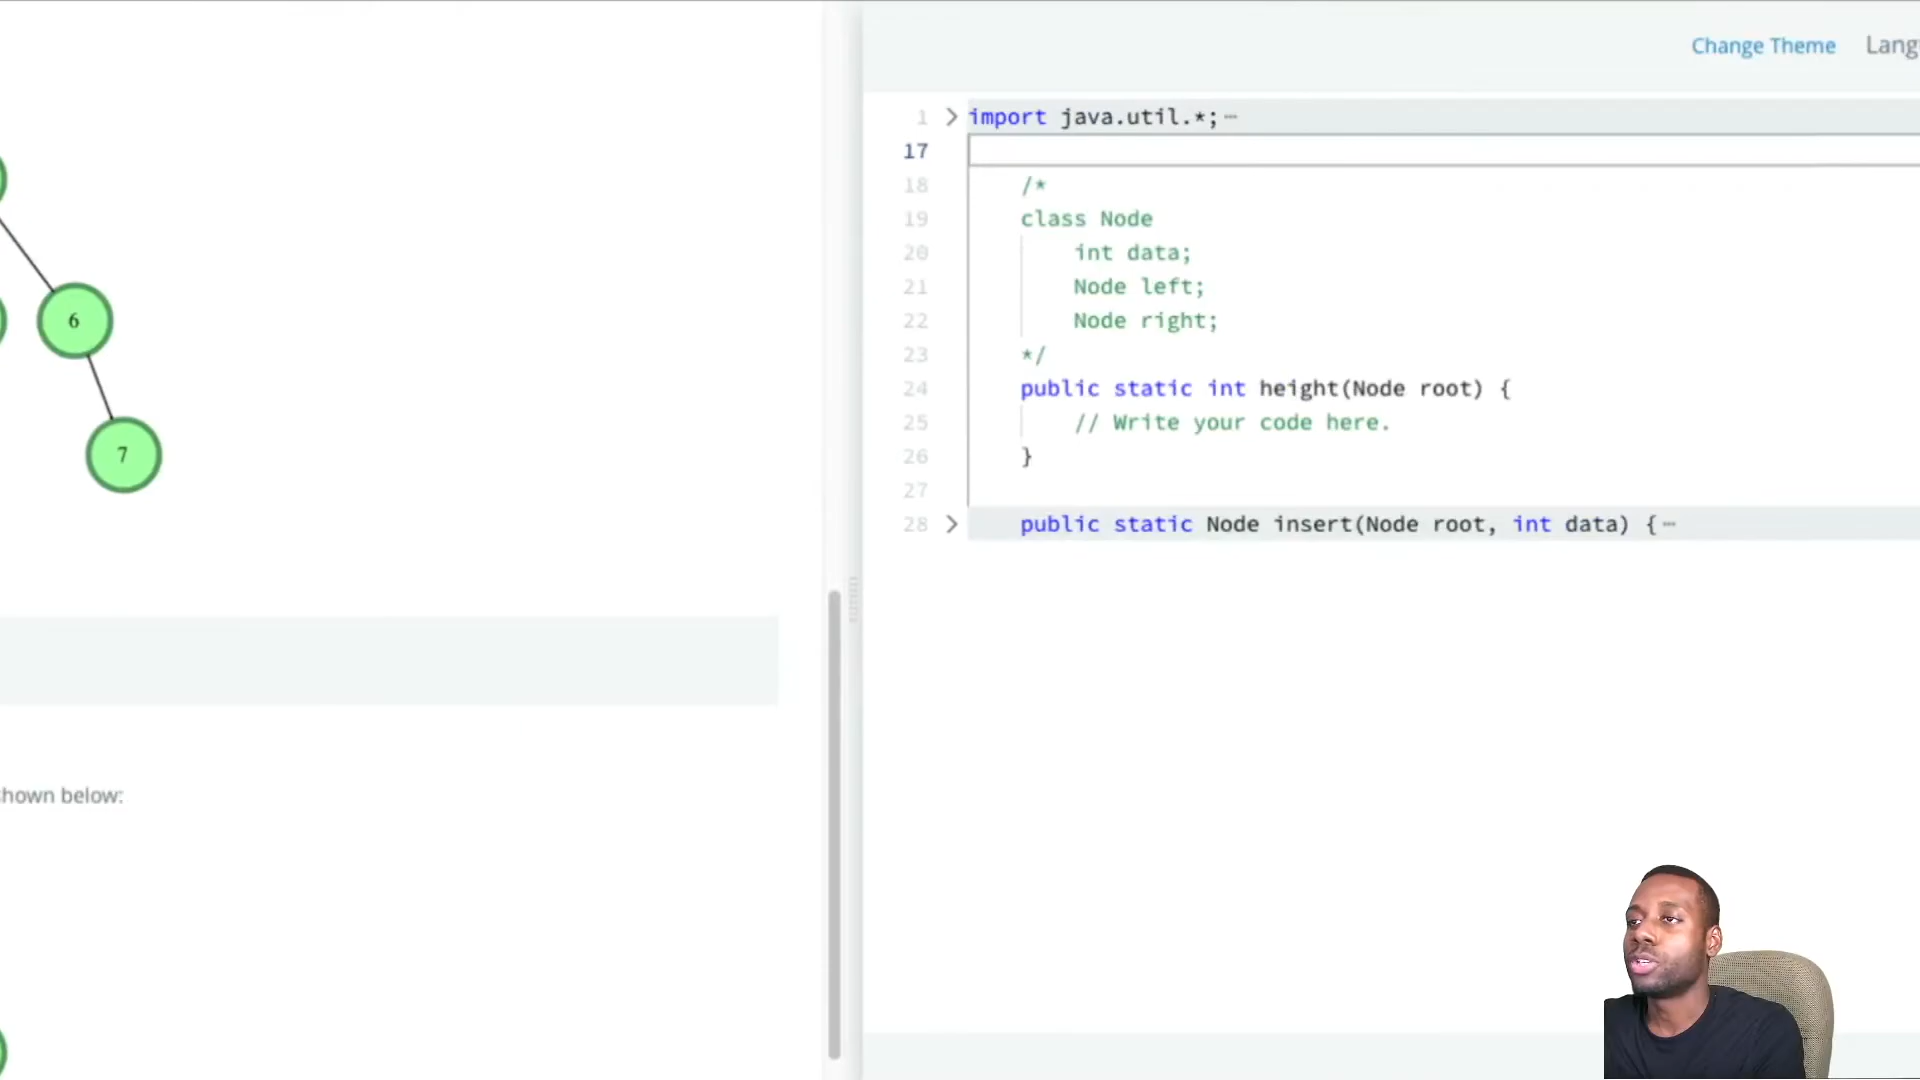 Change Theme
1 import java.util.*;
17
18 /*
19 class Node
20 int data;
21 Node left;
22 Node right;
23 */
24 public static int height(Node root) {
25 // Write your code here.
26 }
27
28 public static Node insert(Node root, int data) {
6
7
below: